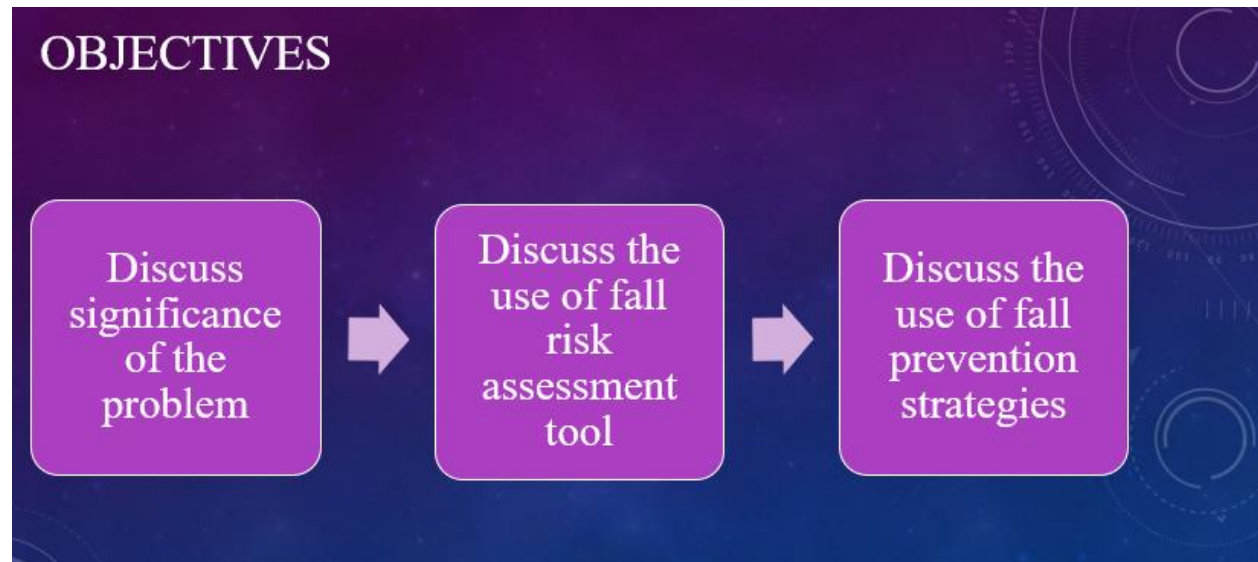 OBJECTIVES
Discuss
significance
of the
problem
Discuss the
use of fall
risk
assessment
tool
Discuss the
use of fall
prevention
strategies